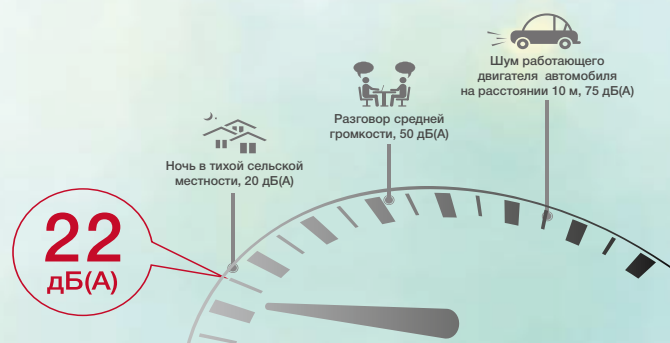 Шум работающего
двигателя автомобиля
на расстоянии 10 м, 75 дБ(А)
Разговор средней
громкости, 50 дБ(А)
Ночь в тихой сельской
местности, 20 дБ(А)
22
дБ(А)